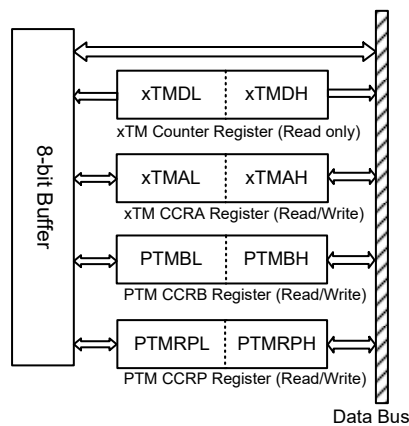 8-bit Buffer
xTMDL xTMDH
xTM Counter Register (Read only)
xTMAL xTMAH
xTM CCRA Register (Read/Write)
PTMBL PTMBH
PTM CCRB Register (Read/Write)
PTMRPL PTMRPH
PTM CCRP Register (Read/Write)
Data Bus